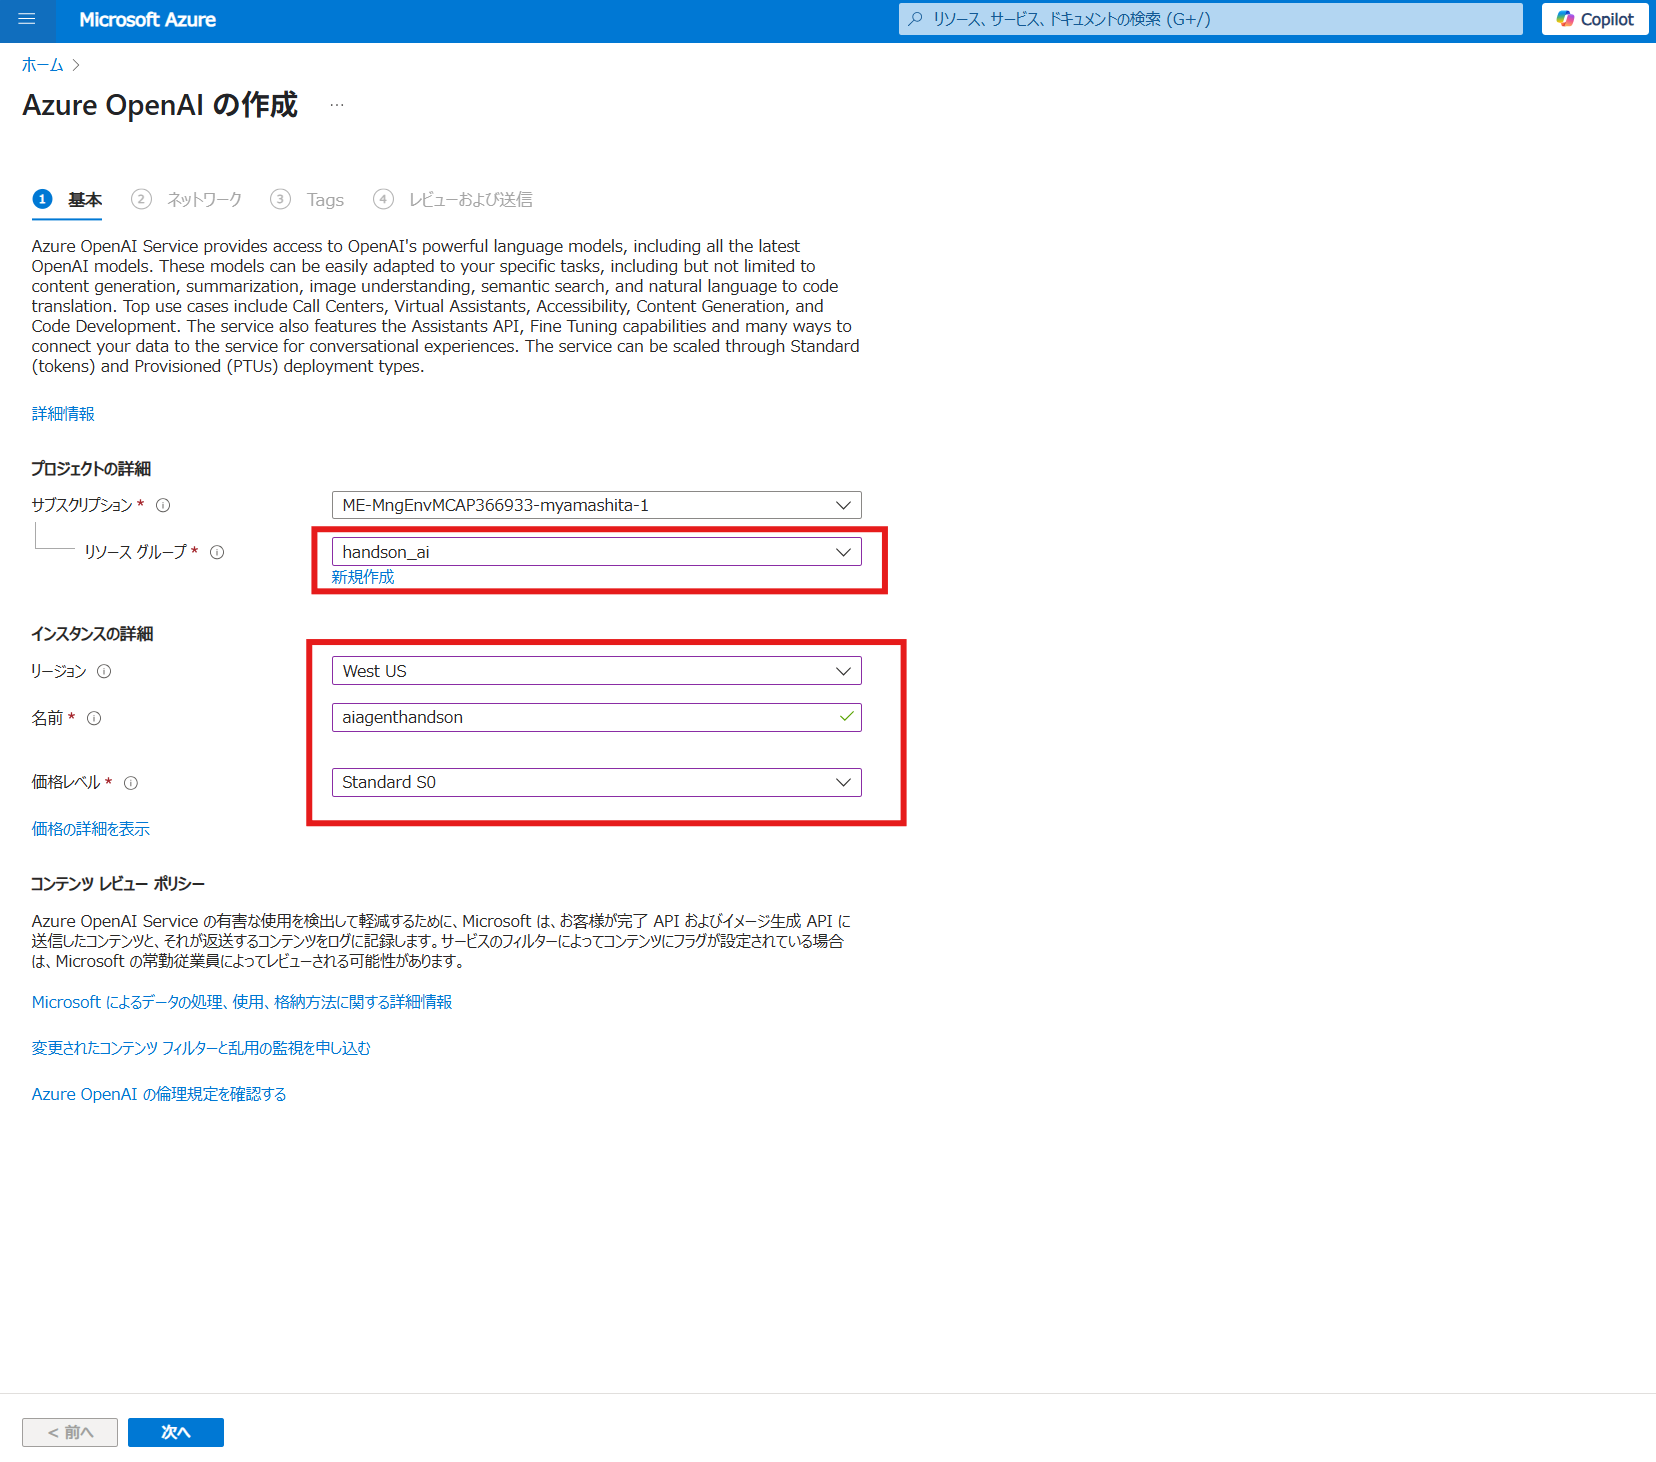 Microsoft Azure
リソース、サービス、ドキュメントの検索 (G+/)
Copilot
ホーム >
Azure OpenAI の作成 ...
1 基本 2 ネットワーク 3 Tags 4 レビューおよび送信
Azure OpenAI Service provides access to OpenAI's powerful language models, including all the latest
OpenAI models. These models can be easily adapted to your specific tasks, including but not limited to
content generation, summarization, image understanding, semantic search, and natural language to code
translation. Top use cases include Call Centers, Virtual Assistants, Accessibility, Content Generation, and
Code Development. The service also features the Assistants API, Fine Tuning capabilities and many ways to
connect your data to the service for conversational experiences. The service can be scaled through Standard
(tokens) and Provisioned (PTUs) deployment types.
詳細情報
プロジェクトの詳細
サブスクリプション *
ME-MngEnvMCAP366933-myamashita-1
リソース グループ *
handson_ai
新規作成
インスタンスの詳細
リージョン
West US
名前 *
aiagenthandson
価格レベル *
Standard S0
価格の詳細を表示
コンテンツ レビュー ポリシー
Azure OpenAI Service の有害な使用を検出して軽減するために、Microsoft は、お客様が完了 API およびイメージ生成 API に
送信したコンテンツと、それが返送するコンテンツをログに記録します。サービスのフィルターによってコンテンツにフラグが設定されている場合
は、Microsoft の常勤従業員によってレビューされる可能性があります。
Microsoft によるデータの処理、使用、格納方法に関する詳細情報
変更されたコンテンツ フィルターと乱用の監視を申し込む
Azure OpenAI の倫理規定を確認する
< 前へ
次へ